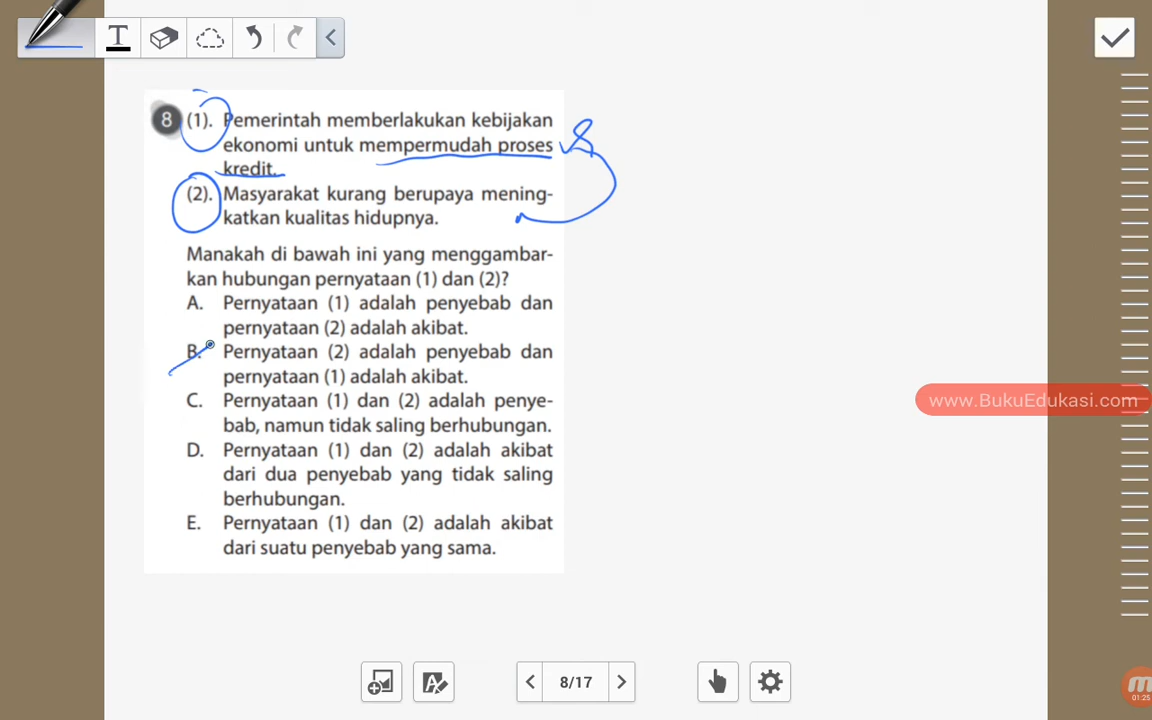 T
8 (1). Pemerintah memberlakukan kebijakan
ekonomi untuk mempermudah proses
kredit.
(2). Masyarakat kurang berupaya mening-
katkan kualitas hidupnya.
Manakah di bawah ini yang menggambar-
kan hubungan pernyataan (1) dan (2)?
A. Pernyataan (1) adalah penyebab dan
pernyataan (2) adalah akibat.
B. Pernyataan (2) adalah penyebab dan
pernyataan (1) adalah akibat.
C. Pernyataan (1) dan (2) adalah penye-
bab, namun tidak saling berhubungan.
D. Pernyataan (1) dan (2) adalah akibat
dari dua penyebab yang tidak saling
berhubungan.
E. Pernyataan (1) dan (2) adalah akibat
dari suatu penyebab yang sama.
www.BukuEdukasi.com
8/17
01:25